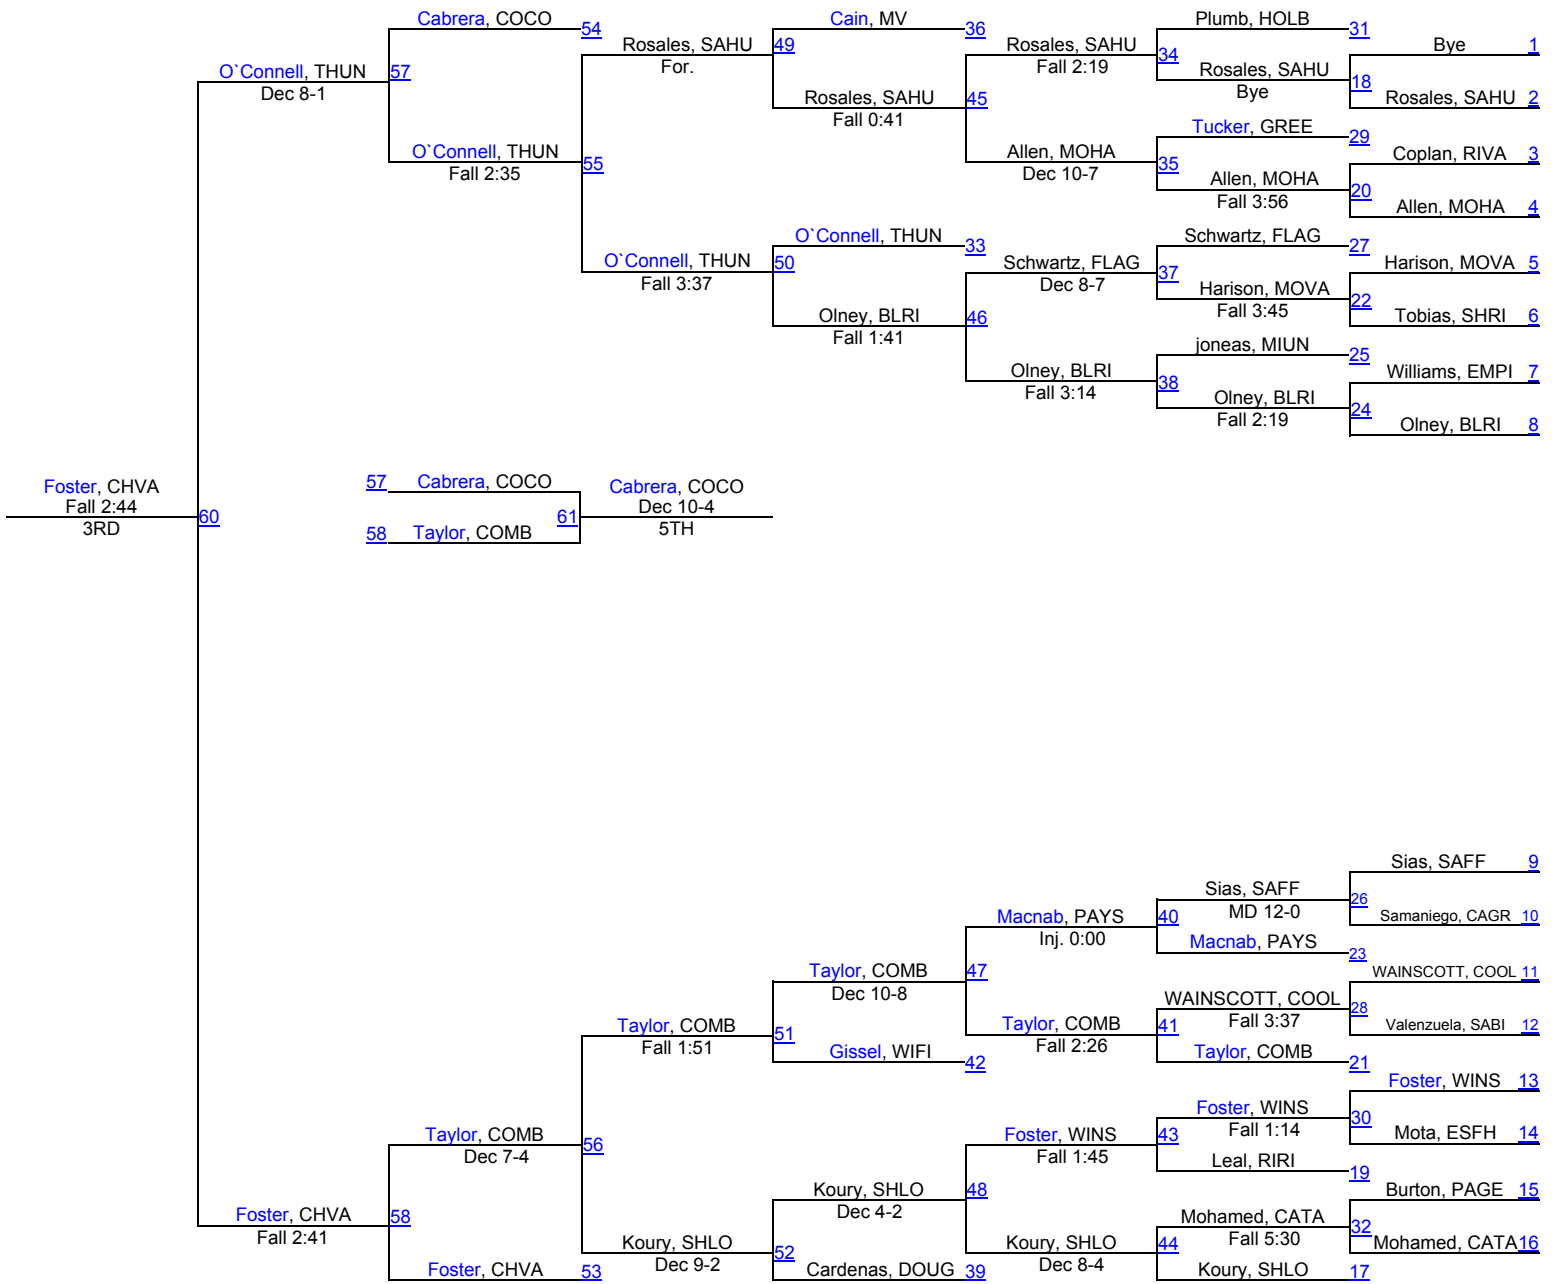 Cabrera, COCO 54
Cain, MV 36
Plumb, HOLB 31
Rosales, SAHU 49
For.
Rosales, SAHU 34
Fall 2:19
Bye 1
O`Connell, THUN 57
Dec 8-1
Rosales, SAHU 18
Bye
Rosales, SAHU 45
Fall 0:41
Rosales, SAHU 2
Tucker, GREE 29
O`Connell, THUN 55
Fall 2:35
Allen, MOHA 35
Dec 10-7
Coplan, RIVA 3
Allen, MOHA 20
Fall 3:56
Allen, MOHA 4
O`Connell, THUN 33
Schwartz, FLAG 27
O`Connell, THUN 50
Fall 3:37
Schwartz, FLAG 37
Dec 8-7
Harison, MOVA 5
Harison, MOVA 22
Fall 3:45
Olney, BLRI 46
Fall 1:41
Tobias, SHRI 6
joneas, MIUN 25
Olney, BLRI 38
Fall 3:14
Williams, EMPI 7
Olney, BLRI 24
Fall 2:19
Olney, BLRI 8
Foster, CHVA
Fall 2:44
3RD
60
57 Cabrera, COCO
61
58 Taylor, COMB
Cabrera, COCO
Dec 10-4
5TH
Sias, SAFF 9
Sias, SAFF 26
MD 12-0
Samaniego, CAGR 10
Macnab, PAYS 40
Inj. 0:00
Macnab, PAYS 23
Taylor, COMB 47
Dec 10-8
WAINSCOTT, COOL 11
WAINSCOTT, COOL 28
Fall 3:37
Taylor, COMB 51
Fall 1:51
Taylor, COMB 41
Fall 2:26
Valenzuela, SABI 12
Gissel, WIFI 42
Taylor, COMB 21
Foster, WINS 13
Foster, WINS 30
Fall 1:14
Taylor, COMB 56
Dec 7-4
Foster, WINS 43
Fall 1:45
Mota, ESFH 14
Leal, RIRI 19
Koury, SHLO 48
Dec 4-2
Burton, PAGE 15
Foster, CHVA 58
Fall 2:41
Mohamed, CATA 32
Fall 5:30
Koury, SHLO 52
Dec 9-2
Koury, SHLO 44
Dec 8-4
Mohamed, CATA 16
Foster, CHVA 53
Cardenas, DOUG 39
Koury, SHLO 17